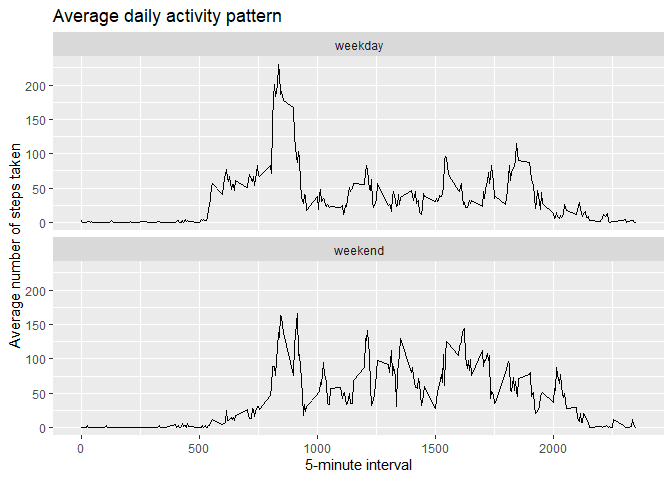 Average daily activity pattern
weekday
200
150
100
50
0
weekend
200
150
100
50
0
Average number of steps taken
0 500 1000 1500 2000
5-minute interval